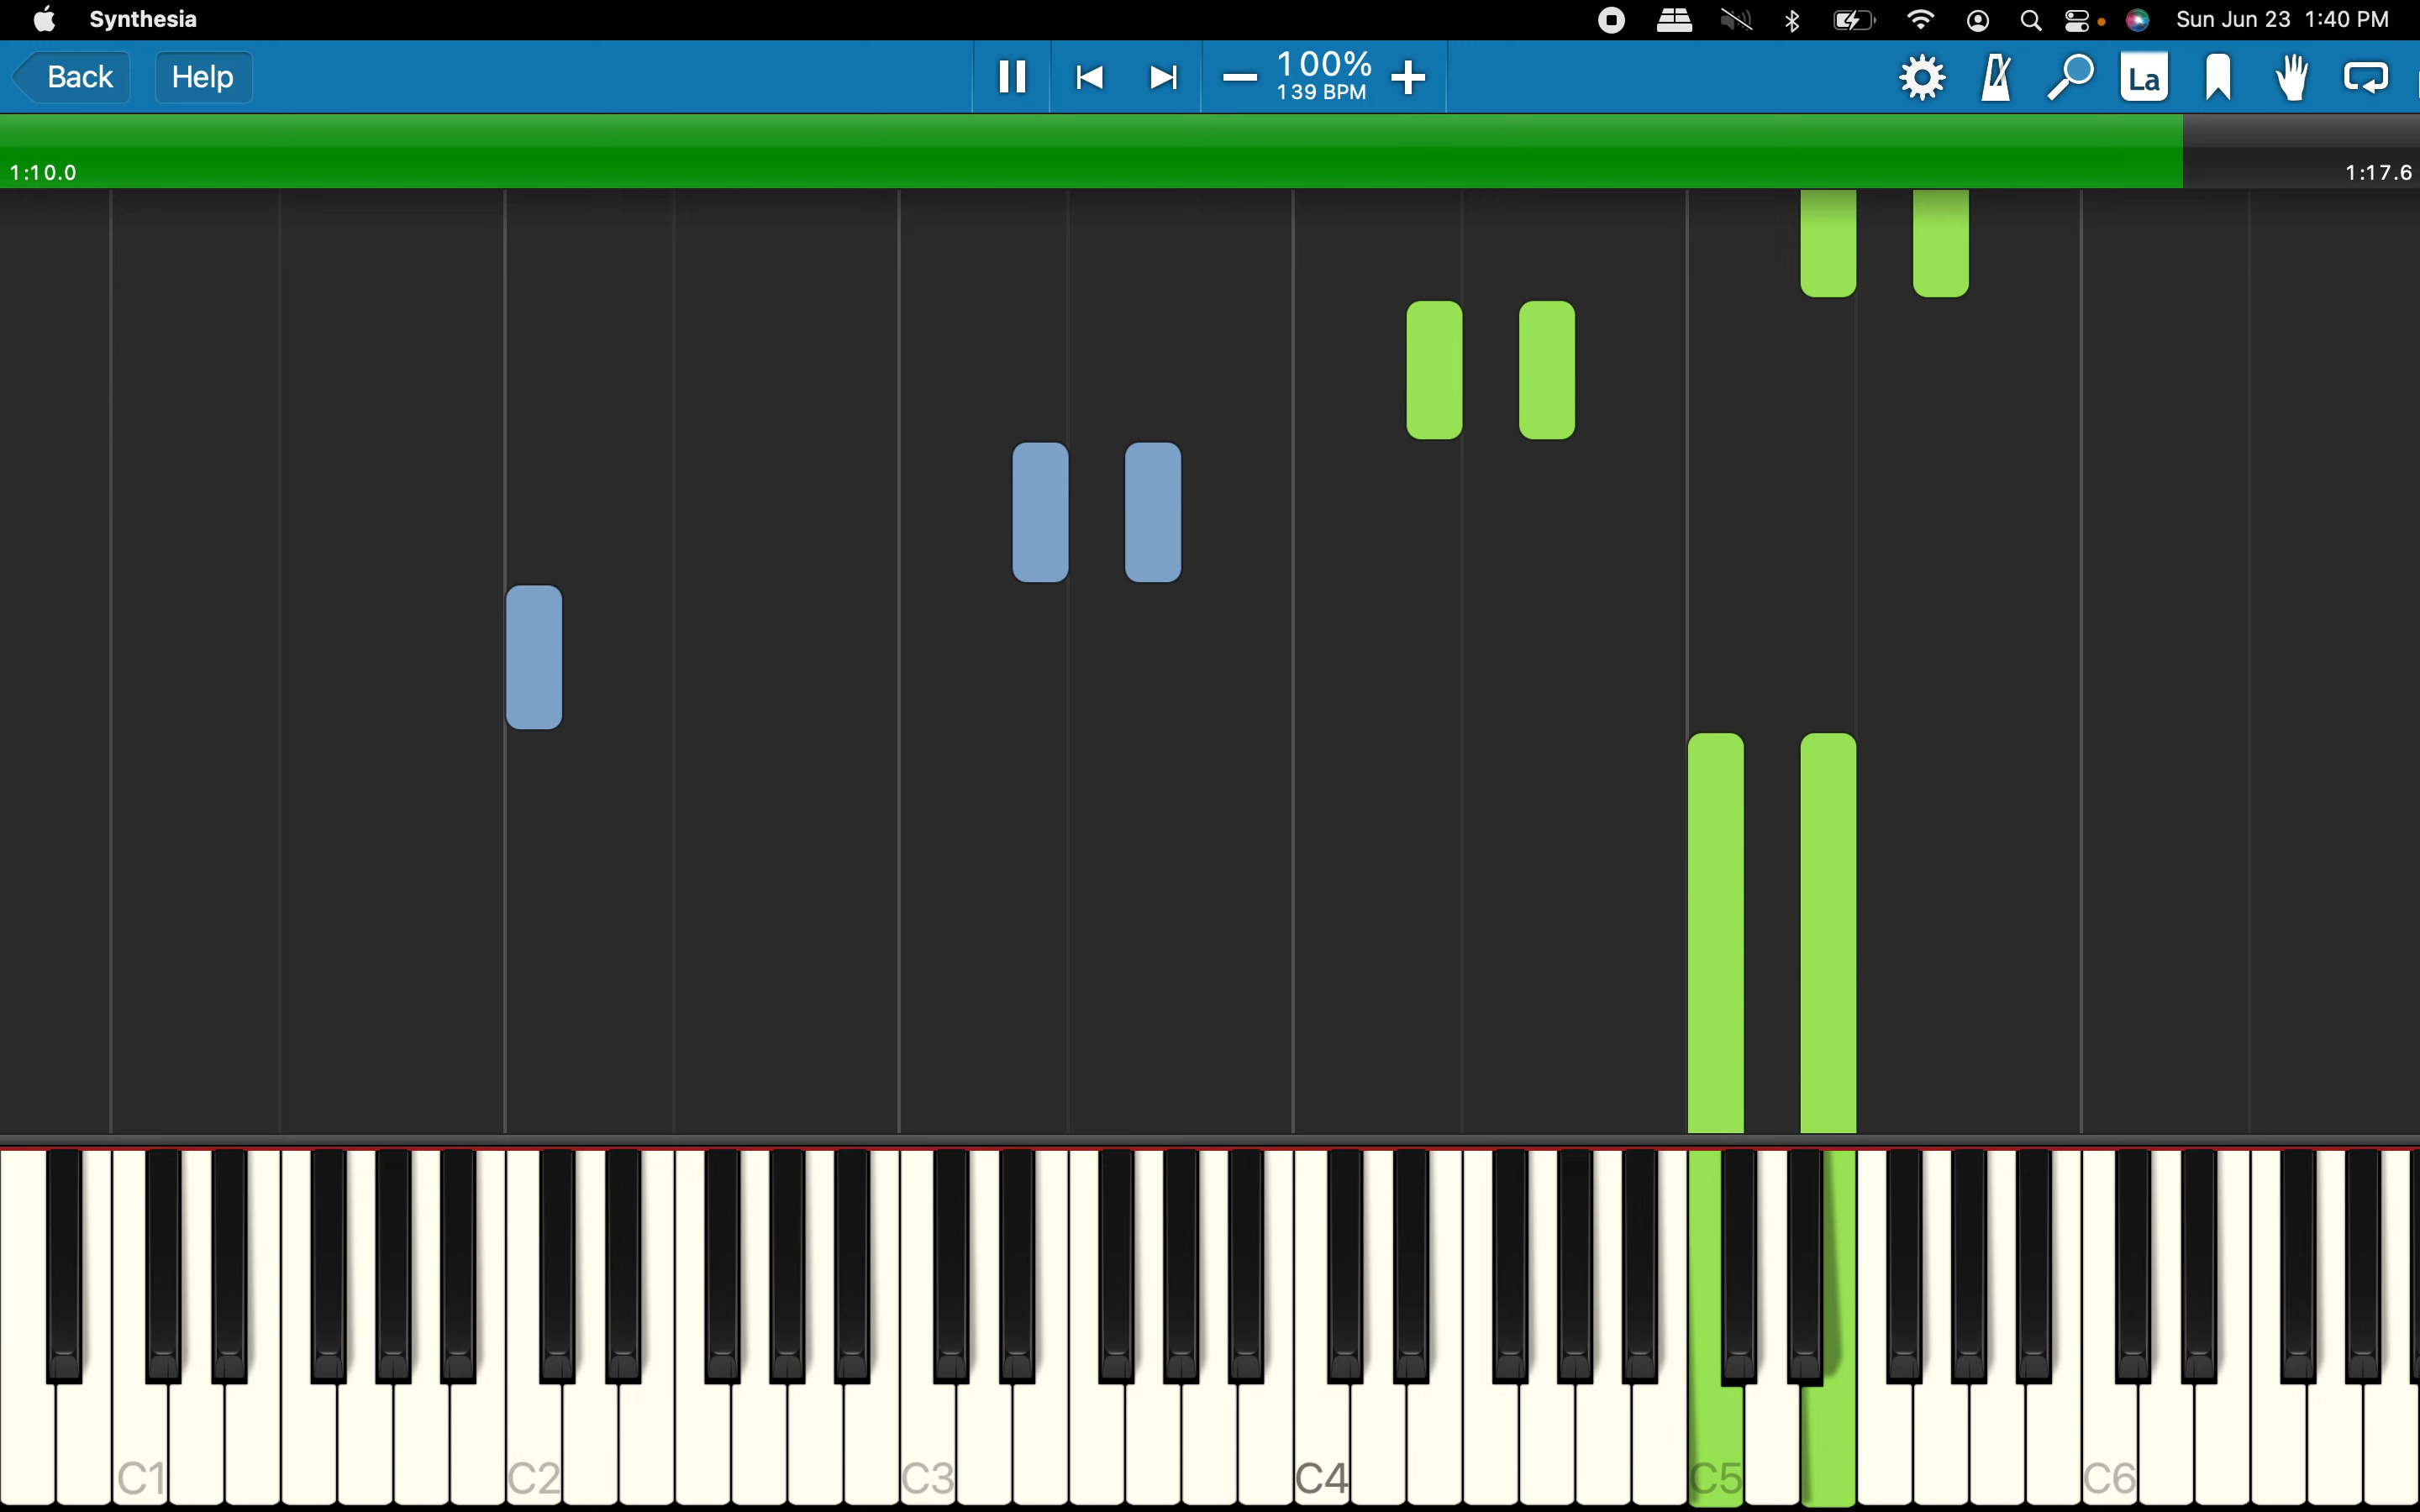 Synthesia
Sun Jun 23 1:40 PM
Back
Help
100%
139 BPM
La
1:10.0
1:17.6
C1
C2
C3
C4
C5
C6